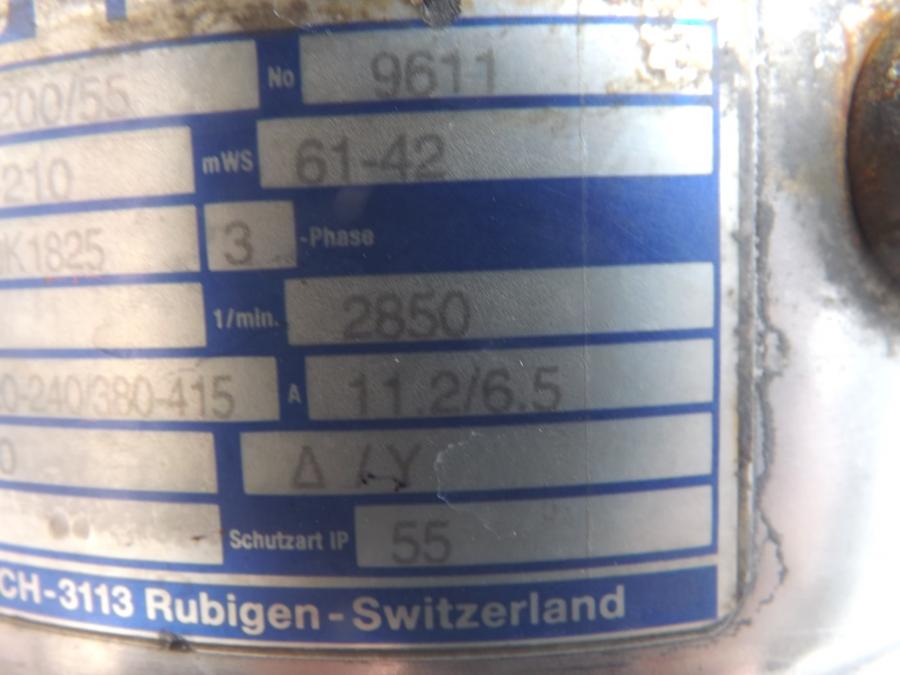 200/55 No 9611
210 mWS 61-42
K1825 3 -Phase
1/min. 2850
0-240/380-415 A 11.2/6.5
0 Δ / Y
Schutzart IP 55
CH-3113 Rubigen - Switzerland